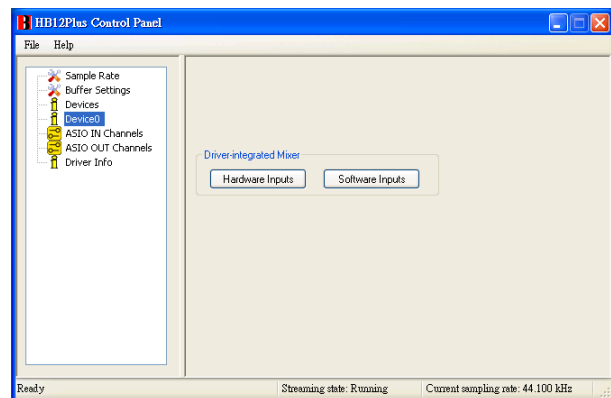 HB12Plus Control Panel
File Help
Sample Rate
Buffer Settings
Devices
Device0
ASIO IN Channels
ASIO OUT Channels
Driver Info
Driver-integrated Mixer
Hardware Inputs Software Inputs
Ready Streaming state: Running Current sampling rate: 44.100 kHz